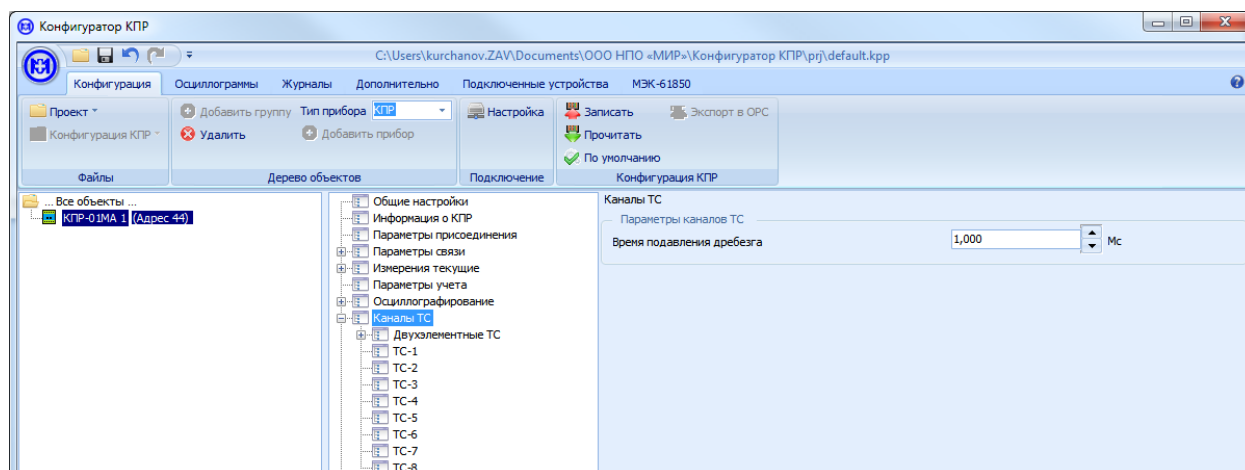 Конфигуратор КПР
C:\Users\kurchanov.ZAV\Documents\ООО НПО «МИР»\Конфигуратор КПР\prj\default.kpp
Конфигурация Осциллограммы Журналы Дополнительно Подключенные устройства МЭК-61850
Проект Добавить группу Тип прибора КПР Настройка Записать Экспорт в ОРС
Конфигурация КПР Удалить Добавить прибор Прочитать
По умолчанию
Файлы Дерево объектов Подключение Конфигурация КПР
... Все объекты ...
КПР-01МА 1 (Адрес 44)
Общие настройки
Информация о КПР
Параметры присоединения
Параметры связи
Измерения текущие
Параметры учета
Осциллографирование
Каналы ТС
Двухэлементные ТС
ТС-1
ТС-2
ТС-3
ТС-4
ТС-5
ТС-6
ТС-7
ТС-8
Каналы ТС
Параметры каналов ТС
Время подавления дребезга 1,000 Мс